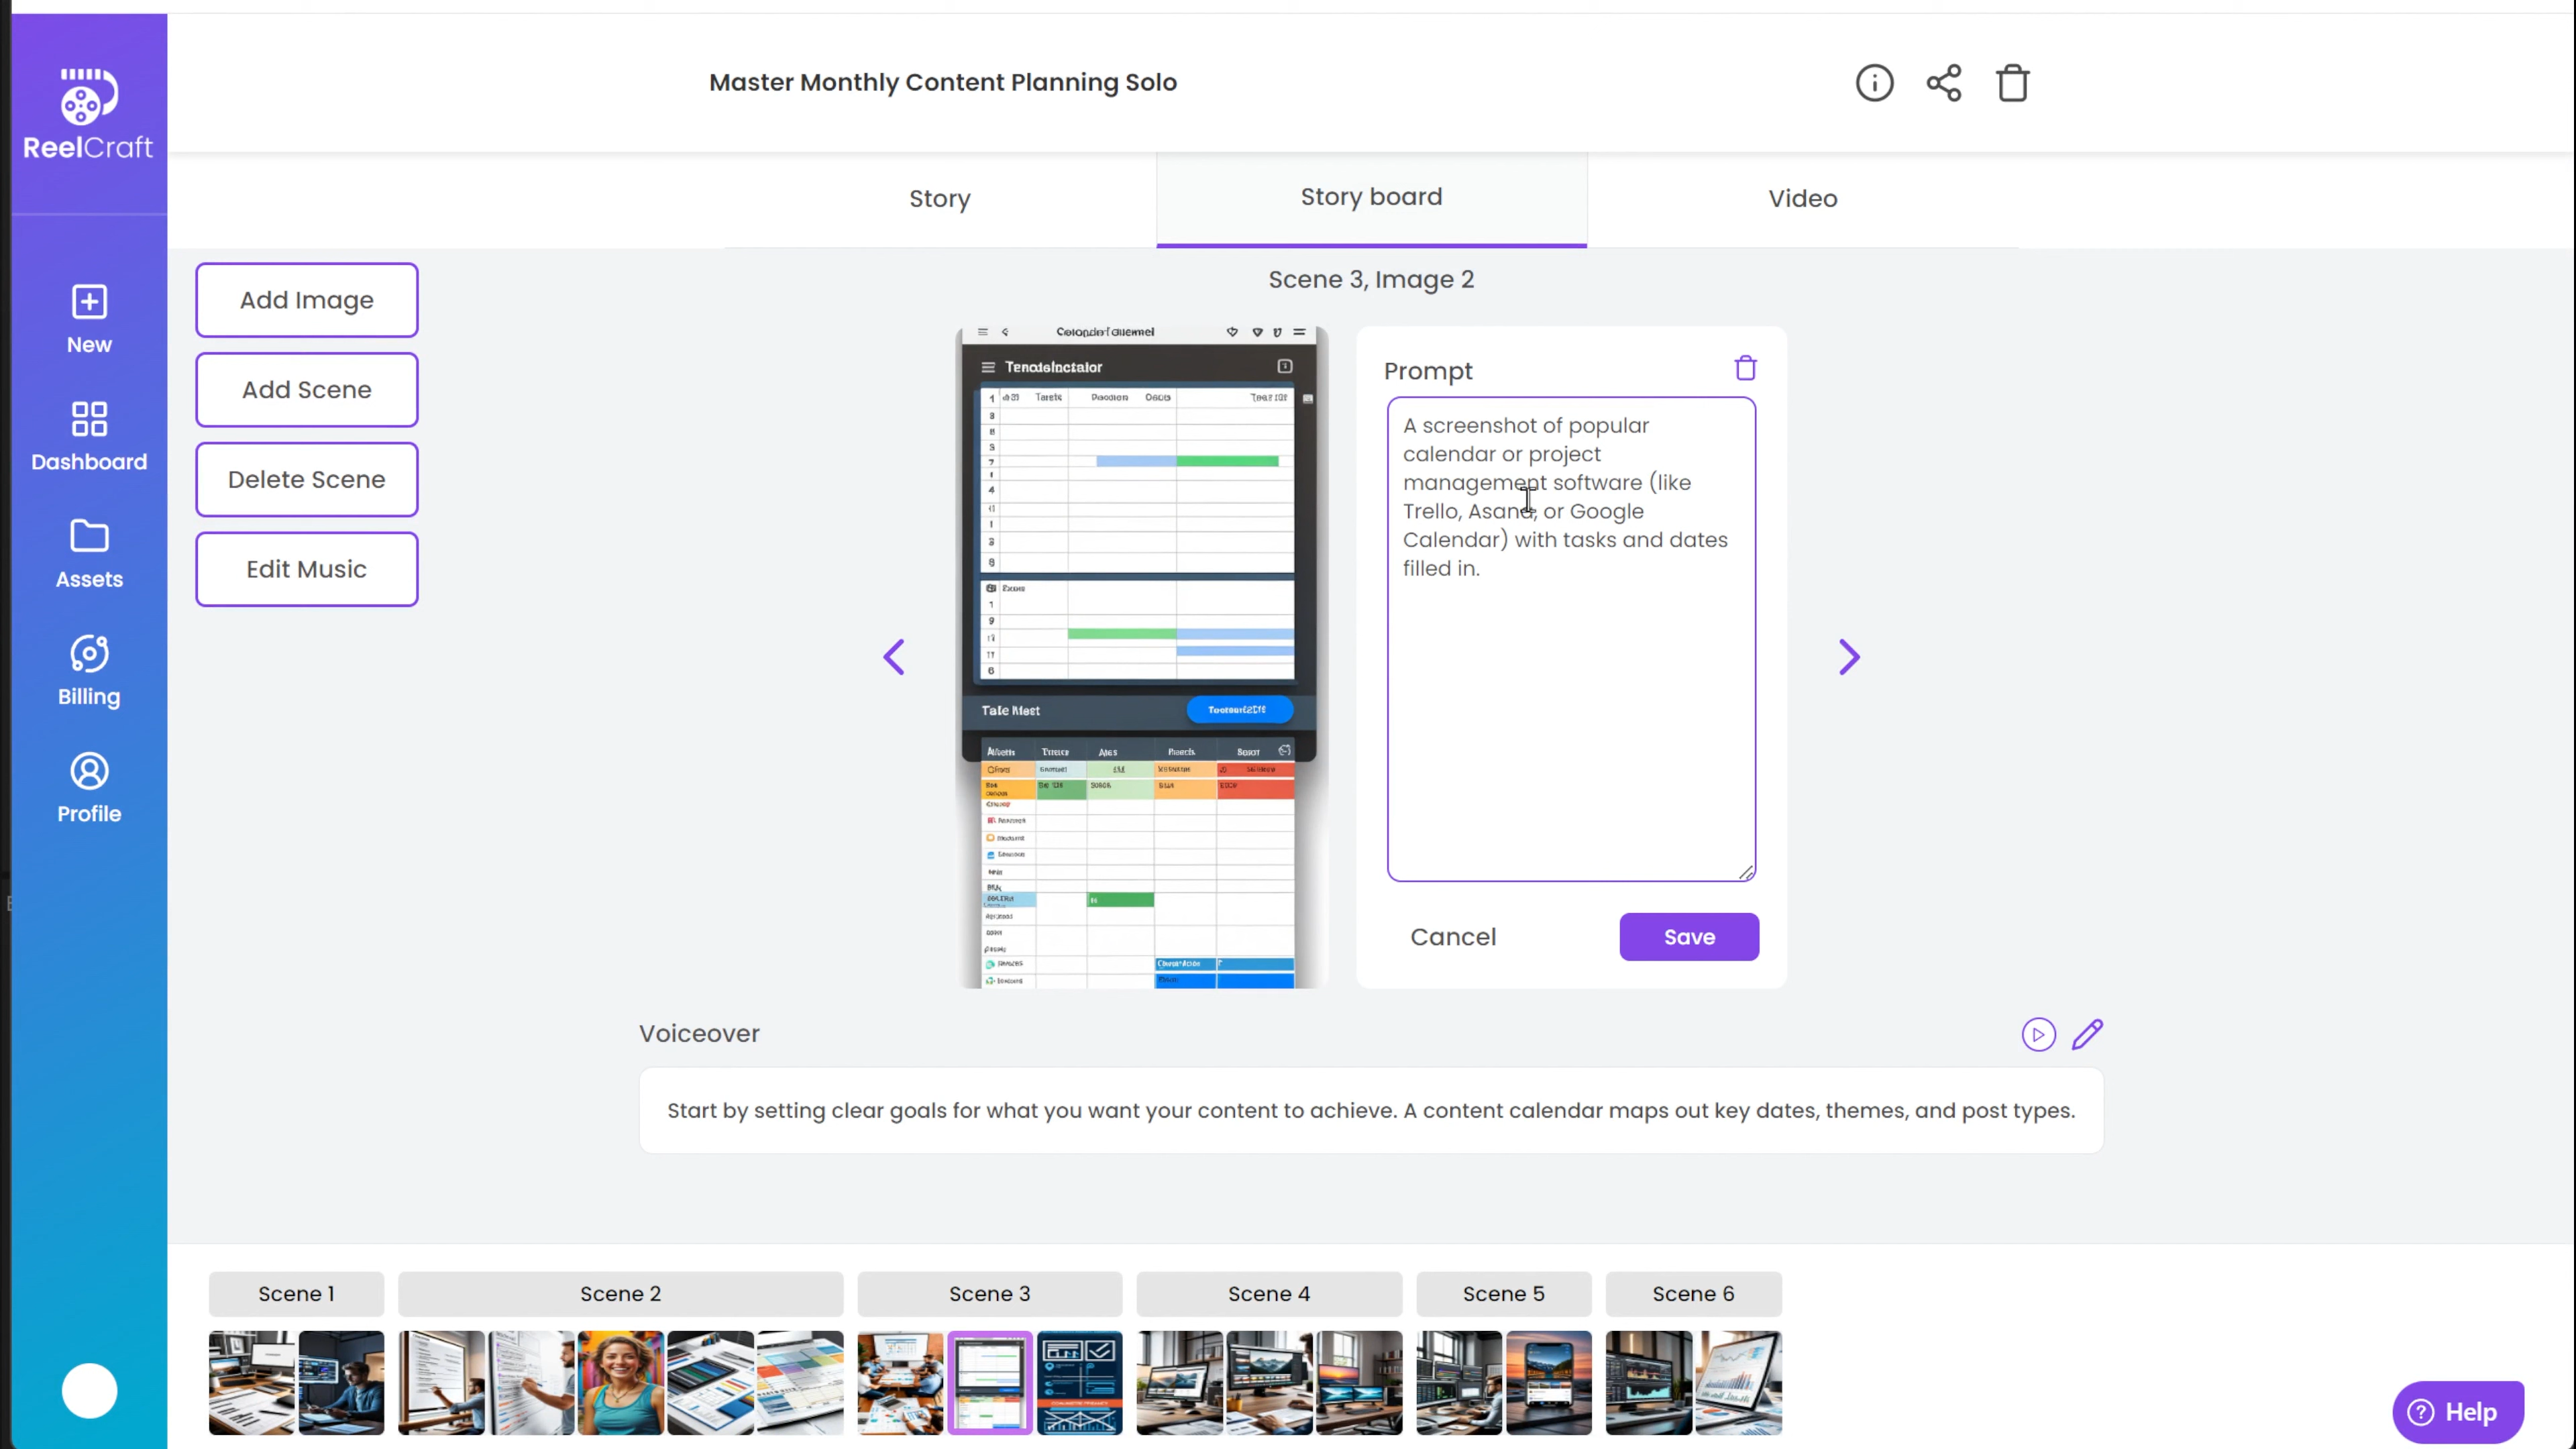 Master Monthly Content Planning Solo
ReelCraft
Story
Story board
Video
New
Dashboard
Assets
Billing
Profile
Add Image
Add Scene
Delete Scene
Edit Music
Scene 3, Image 2
Tale Mest
Prompt
A screenshot of popular
calendar or project
management software (like
Trello, Asana, or Google
Calendar) with tasks and dates
filled in.
Cancel
Save
Voiceover
Start by setting clear goals for what you want your content to achieve. A content calendar maps out key dates, themes, and post types.
Scene 1
Scene 2
Scene 3
Scene 4
Scene 5
Scene 6
Help